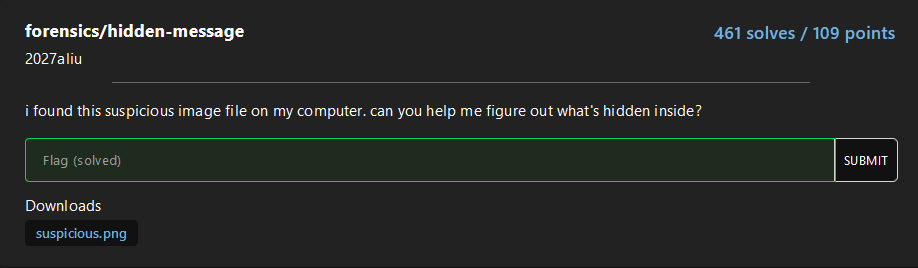 forensics/hidden-message
461 solves / 109 points
2027aliu
i found this suspicious image file on my computer. can you help me figure out what's hidden inside?
Flag (solved)
SUBMIT
Downloads
suspicious.png